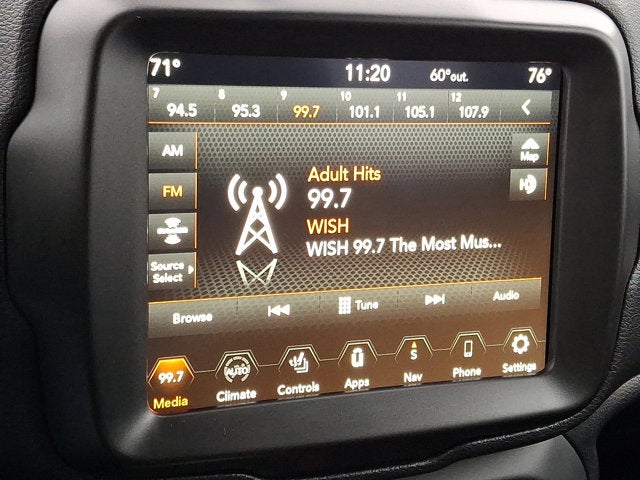 71° 11:20 60°out. 76°
7 8 9 10 11 12
94.5 95.3 99.7 101.1 105.1 107.9
AM
Map
FM
Adult Hits
99.7
WISH
WISH 99.7 The Most Mus...
Source
Select
Browse Tune Audio
99.7 AUTO S
Media Climate Controls Apps Nav Phone Settings